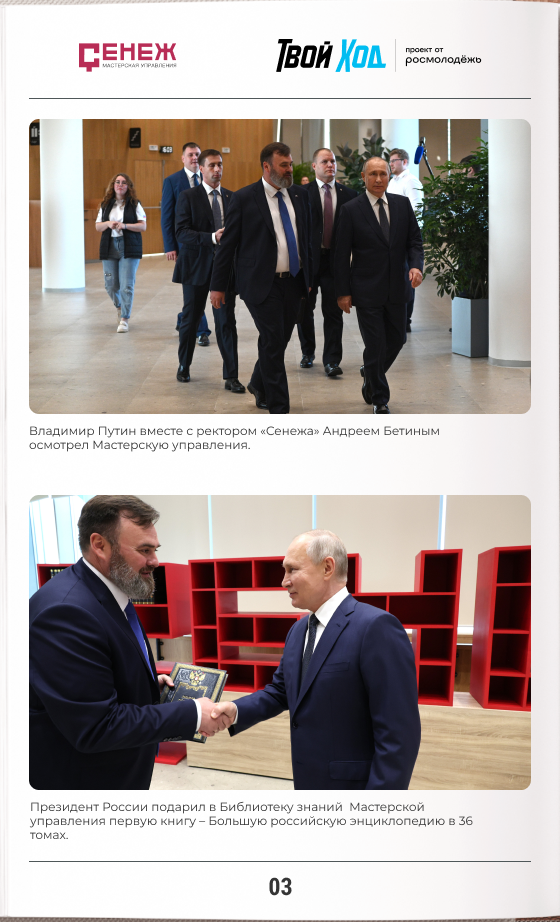 СЕНЕЖ
МАСТЕРСКАЯ УПРАВЛЕНИЯ
ТВОЙ ХОД
проект от
росмолодёжь
Владимир Путин вместе с ректором «Сенежа» Андреем Бетиным
осмотрел Мастерскую управления.
Президент России подарил в Библиотеку знаний Мастерской
управления первую книгу – Большую российскую энциклопедию в 36
томах.
03